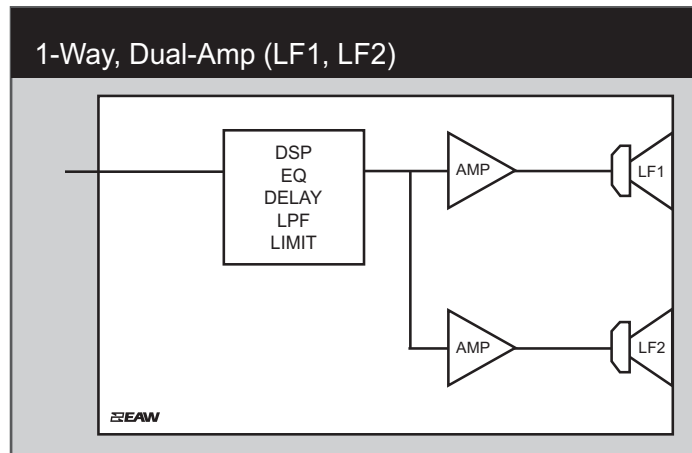 1-Way, Dual-Amp (LF1, LF2)
DSP
EQ
DELAY
LPF
LIMIT
AMP
LF1
AMP
LF2
EAW